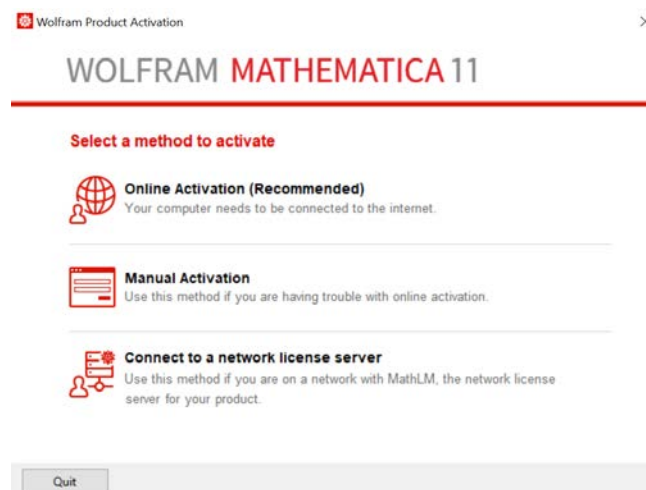 Wolfram Product Activation
WOLFRAM MATHEMATICA 11
Select a method to activate
Online Activation (Recommended)
Your computer needs to be connected to the internet.
Manual Activation
Use this method if you are having trouble with online activation.
Connect to a network license server
Use this method if you are on a network with MathLM, the network license
server for your product.
Quit